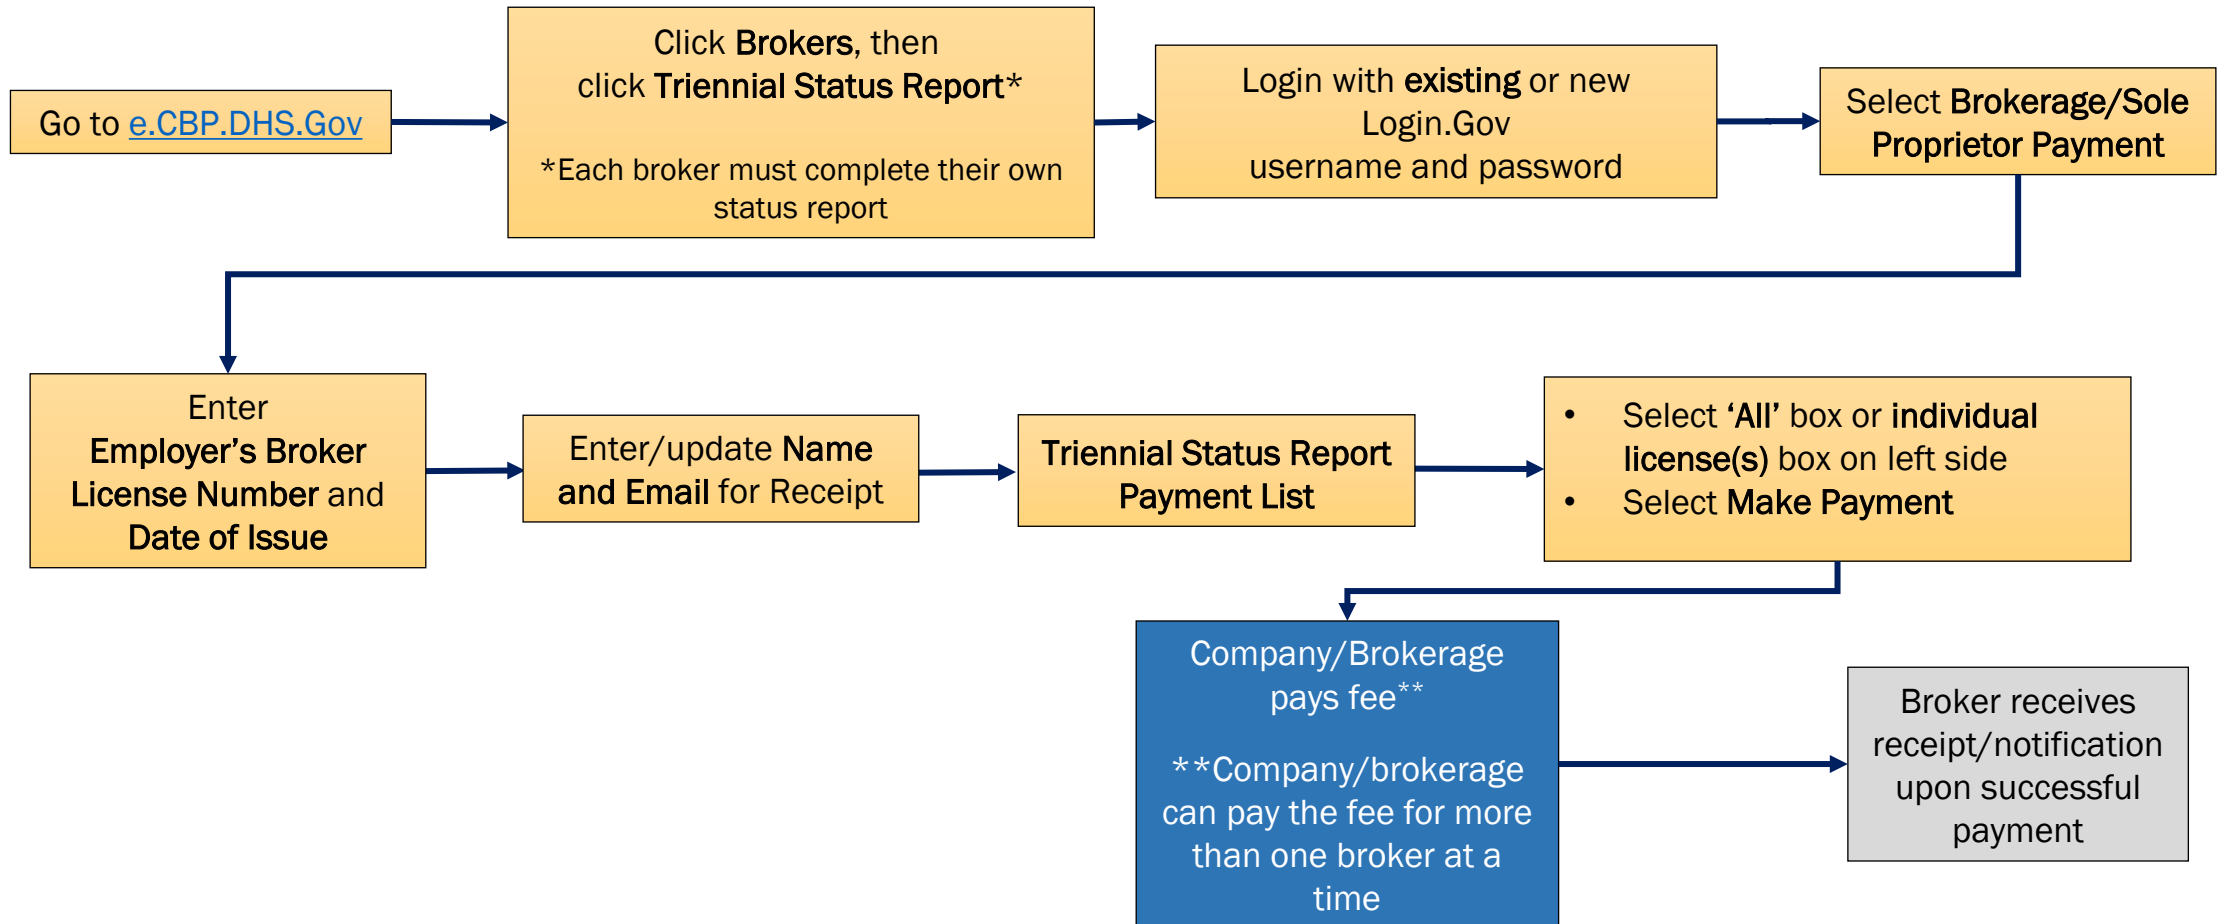 Go to e.CBP.DHS.Gov
Click Brokers, then
click Triennial Status Report*
*Each broker must complete their own
status report
Login with existing or new
Login.Gov
username and password
Select Brokerage/Sole
Proprietor Payment
Enter
Employer’s Broker
License Number and
Date of Issue
Enter/update Name
and Email for Receipt
Triennial Status Report
Payment List
• Select ‘All’ box or individual
license(s) box on left side
• Select Make Payment
Company/Brokerage
pays fee**
**Company/brokerage
can pay the fee for more
than one broker at a
time
Broker receives
receipt/notification
upon successful
payment